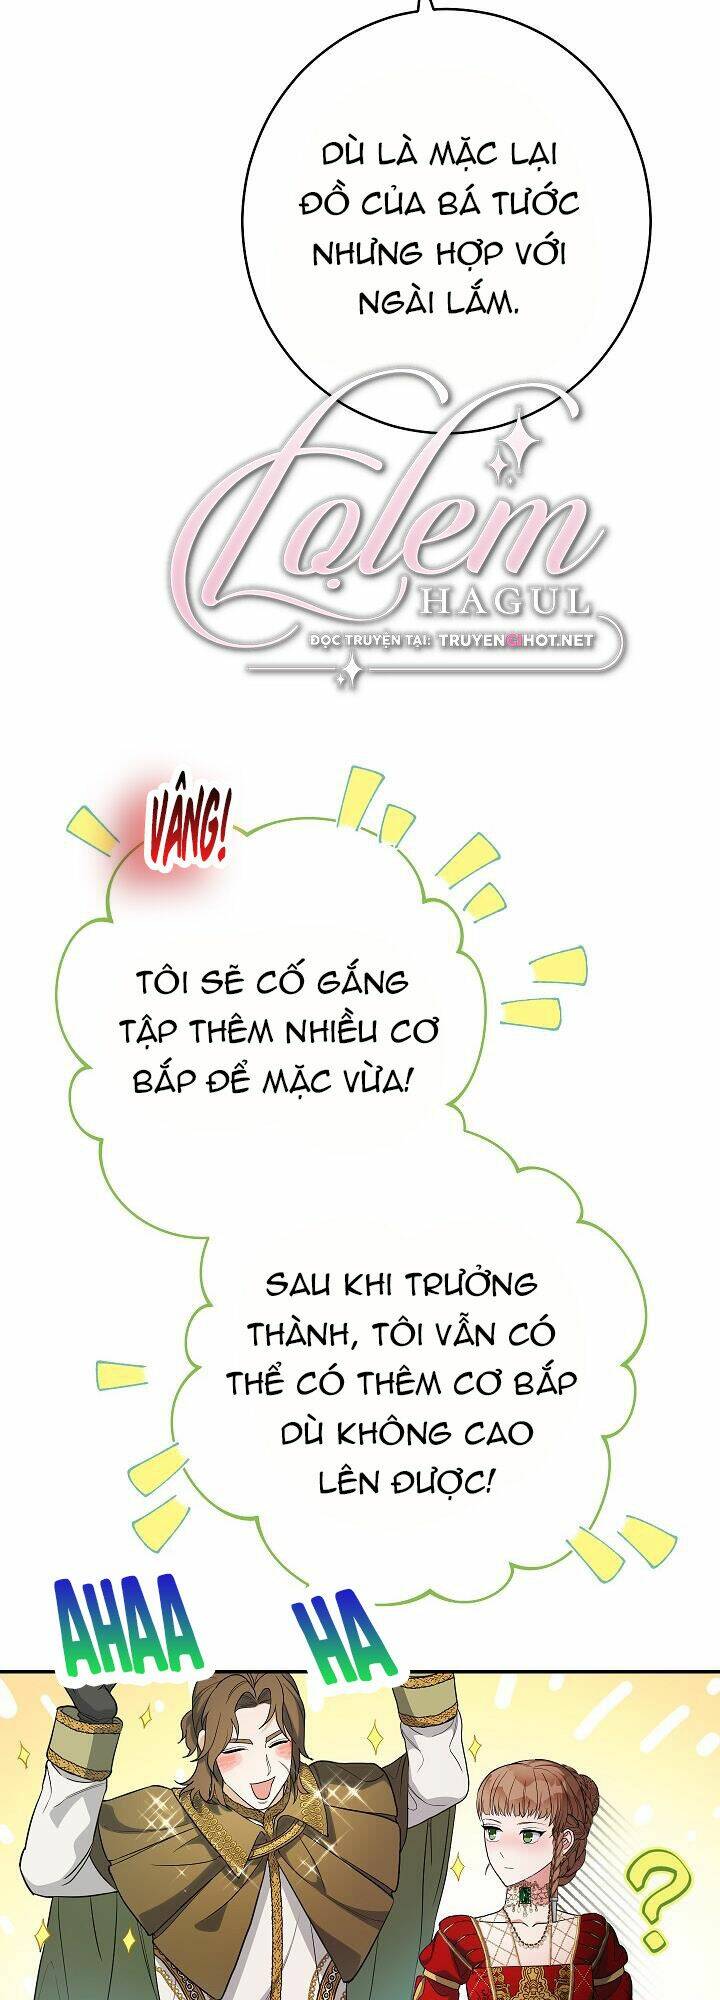 DÙ LÀ MẶC LẠI
ĐỒ CỦA BÁ TƯỚC
NHƯNG HỢP VỚI
NGÀI LẮM.
Lọlem
HAGUL
ĐỌC TRUYỆN TẠI: TRUYENGIHOT.NET
VÂNG!
TÔI SẼ CỐ GẮNG
TẬP THÊM NHIỀU CƠ
BẮP ĐỂ MẶC VỪA!
SAU KHI TRƯỞNG
THÀNH, TÔI VẪN CÓ
THỂ CÓ THÊM CƠ BẮP
DÙ KHÔNG CAO
LÊN ĐƯỢC!
AHAA
HA
?